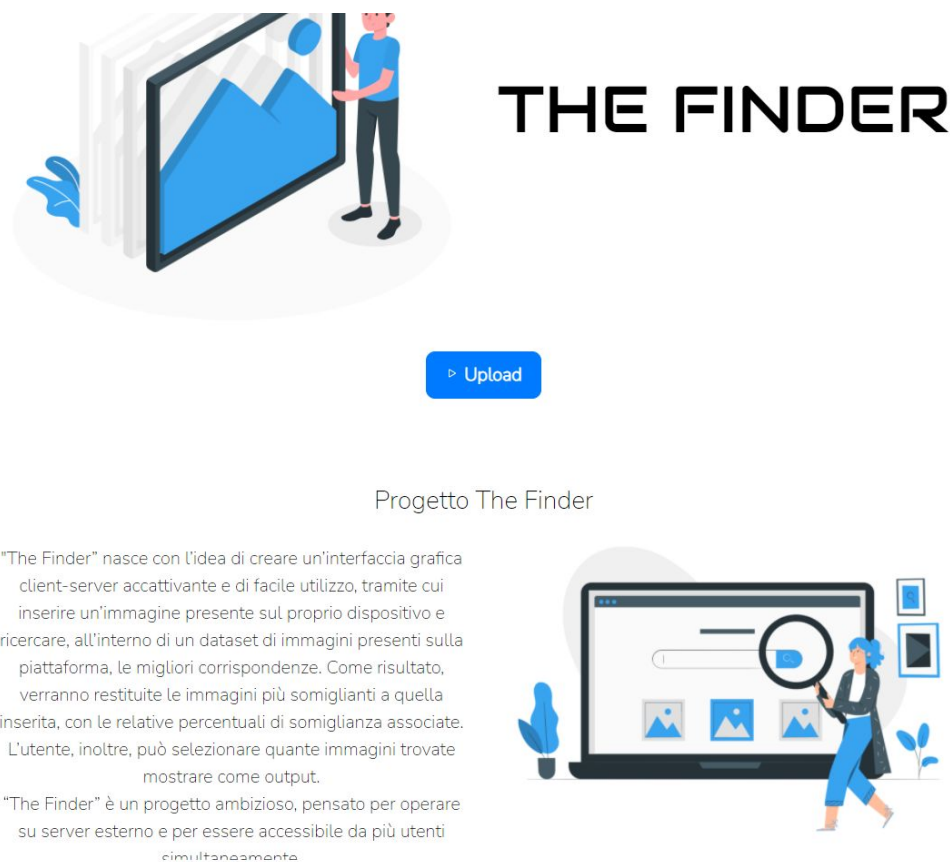 THE FINDER
Upload
Progetto The Finder
"The Finder” nasce con l’idea di creare un’interfaccia grafica
client-server accattivante e di facile utilizzo, tramite cui
inserire un’immagine presente sul proprio dispositivo e
ricercare, all’interno di un dataset di immagini presenti sulla
piattaforma, le migliori corrispondenze. Come risultato,
verranno restituite le immagini più somiglianti a quella
inserita, con le relative percentuali di somiglianza associate.
L’utente, inoltre, può selezionare quante immagini trovate
mostrare come output.
“The Finder” è un progetto ambizioso, pensato per operare
su server esterno e per essere accessibile da più utenti
simultaneamente